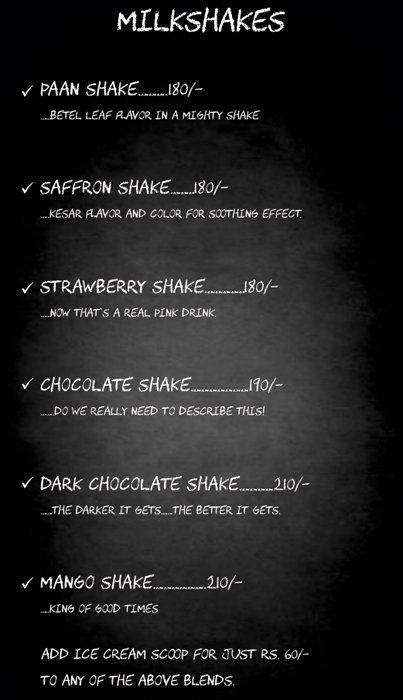 MILKSHAKES
✓ PAAN SHAKE..........180/-
.....BETEL LEAF FLAVOR IN A MIGHTY SHAKE
✓ SAFFRON SHAKE........180/-
....KESAR FLAVOR AND COLOR FOR SOOTHING EFFECT.
✓ STRAWBERRY SHAKE.............180/-
....NOW THAT'S A REAL PINK DRINK.
✓ CHOCOLATE SHAKE...................190/-
.....DO WE REALLY NEED TO DESCRIBE THIS!
✓ DARK CHOCOLATE SHAKE...........210/-
.....THE DARKER IT GETS.....THE BETTER IT GETS.
✓ MANGO SHAKE..................210/-
....KING OF GOOD TIMES
ADD ICE CREAM SCOOP FOR JUST RS. 60/-
TO ANY OF THE ABOVE BLENDS.